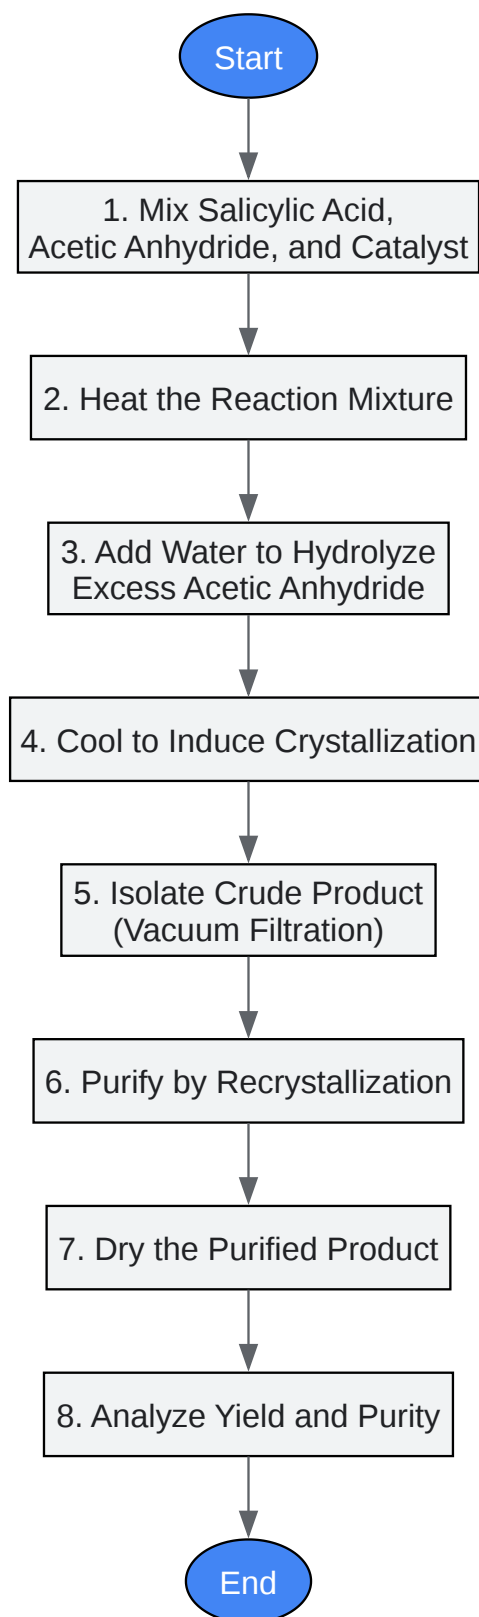 Start
1. Mix Salicylic Acid,
Acetic Anhydride, and Catalyst
2. Heat the Reaction Mixture
3. Add Water to Hydrolyze
Excess Acetic Anhydride
4. Cool to Induce Crystallization
5. Isolate Crude Product
(Vacuum Filtration)
6. Purify by Recrystallization
7. Dry the Purified Product
8. Analyze Yield and Purity
End